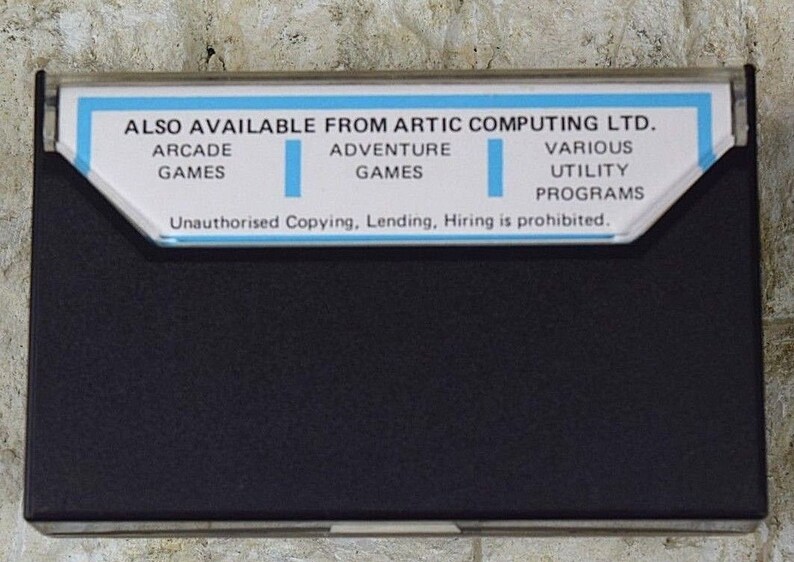 ALSO AVAILABLE FROM ARTIC COMPUTING LTD.
ARCADE
GAMES
ADVENTURE
GAMES
VARIOUS
UTILITY
PROGRAMS
Unauthorised Copying, Lending, Hiring is prohibited.